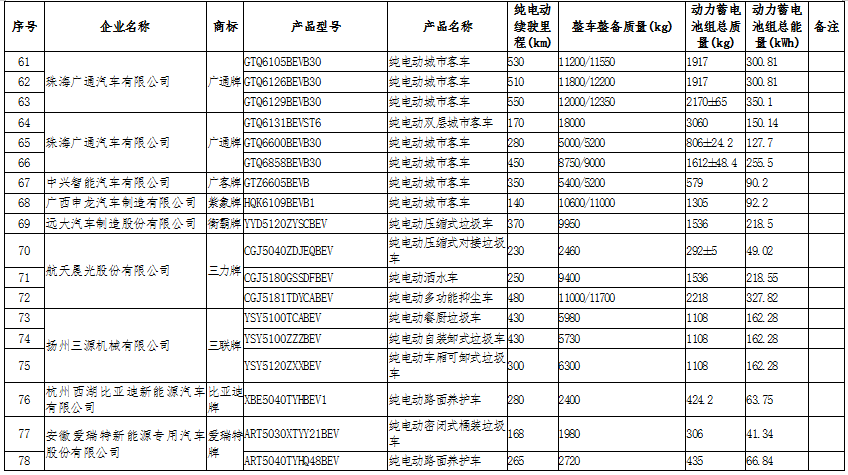 序号 企业名称 商标 产品型号 产品名称 纯电动续驶里程(km) 整车整备质量(kg) 动力蓄电池组总质量(kg) 动力蓄电池组总能量(kWh) 备注
61 珠海广通汽车有限公司 广通牌 GTQ6105BEVB30 纯电动城市客车 530 11200/11550 1917 300.81
62 GTQ6126BEVB30 纯电动城市客车 510 11800/12200 1917 300.81
63 GTQ6129BEVB30 纯电动城市客车 550 12000/12350 2170±65 350.1
64 珠海广通汽车有限公司 广通牌 GTQ6131BEVST6 纯电动双层城市客车 170 18000 3060 150.14
65 GTQ6600BEVB30 纯电动城市客车 280 5000/5200 806±24.2 127.7
66 GTQ6858BEVB30 纯电动城市客车 450 8750/9000 1612±48.4 255.5
67 中兴智能汽车有限公司 广客牌 GTZ6605BEVB 纯电动城市客车 350 5400/5200 579 90.2
68 广西申龙汽车制造有限公司 紫象牌 HQK6109BEVB1 纯电动城市客车 140 10600/11000 1305 92.2
69 远大汽车制造股份有限公司 衡霸牌 YYD5120ZYSCBEV 纯电动压缩式垃圾车 370 9950 1536 218.5
70 航天晨光股份有限公司 三力牌 CGJ5040ZDJEQBEV 纯电动压缩式对接垃圾车 230 2460 292±5 49.02
71 CGJ5180GSSDFBEV 纯电动洒水车 250 9400 1536 218.55
72 CGJ5181TDYCABEV 纯电动多功能抑尘车 480 11000/11700 2218 327.82
73 扬州三源机械有限公司 三联牌 YSY5100TCABEV 纯电动餐厨垃圾车 430 5980 1108 162.28
74 YSY5100ZZZBEV 纯电动自装卸式垃圾车 430 5730 1108 162.28
75 YSY5120ZXXBEV 纯电动车厢可卸式垃圾车 300 6300 1108 162.28
76 杭州西湖比亚迪新能源汽车有限公司 比亚迪牌 XBE5040TYHBEV1 纯电动路面养护车 280 2400 424.2 63.75
77 安徽爱瑞特新能源专用汽车股份有限公司 爱瑞特牌 ART5030XTYY21BEV 纯电动密闭式桶装垃圾车 168 1980 306 41.34
78 ART5040TYHQ48BEV 纯电动路面养护车 265 2720 435 66.84